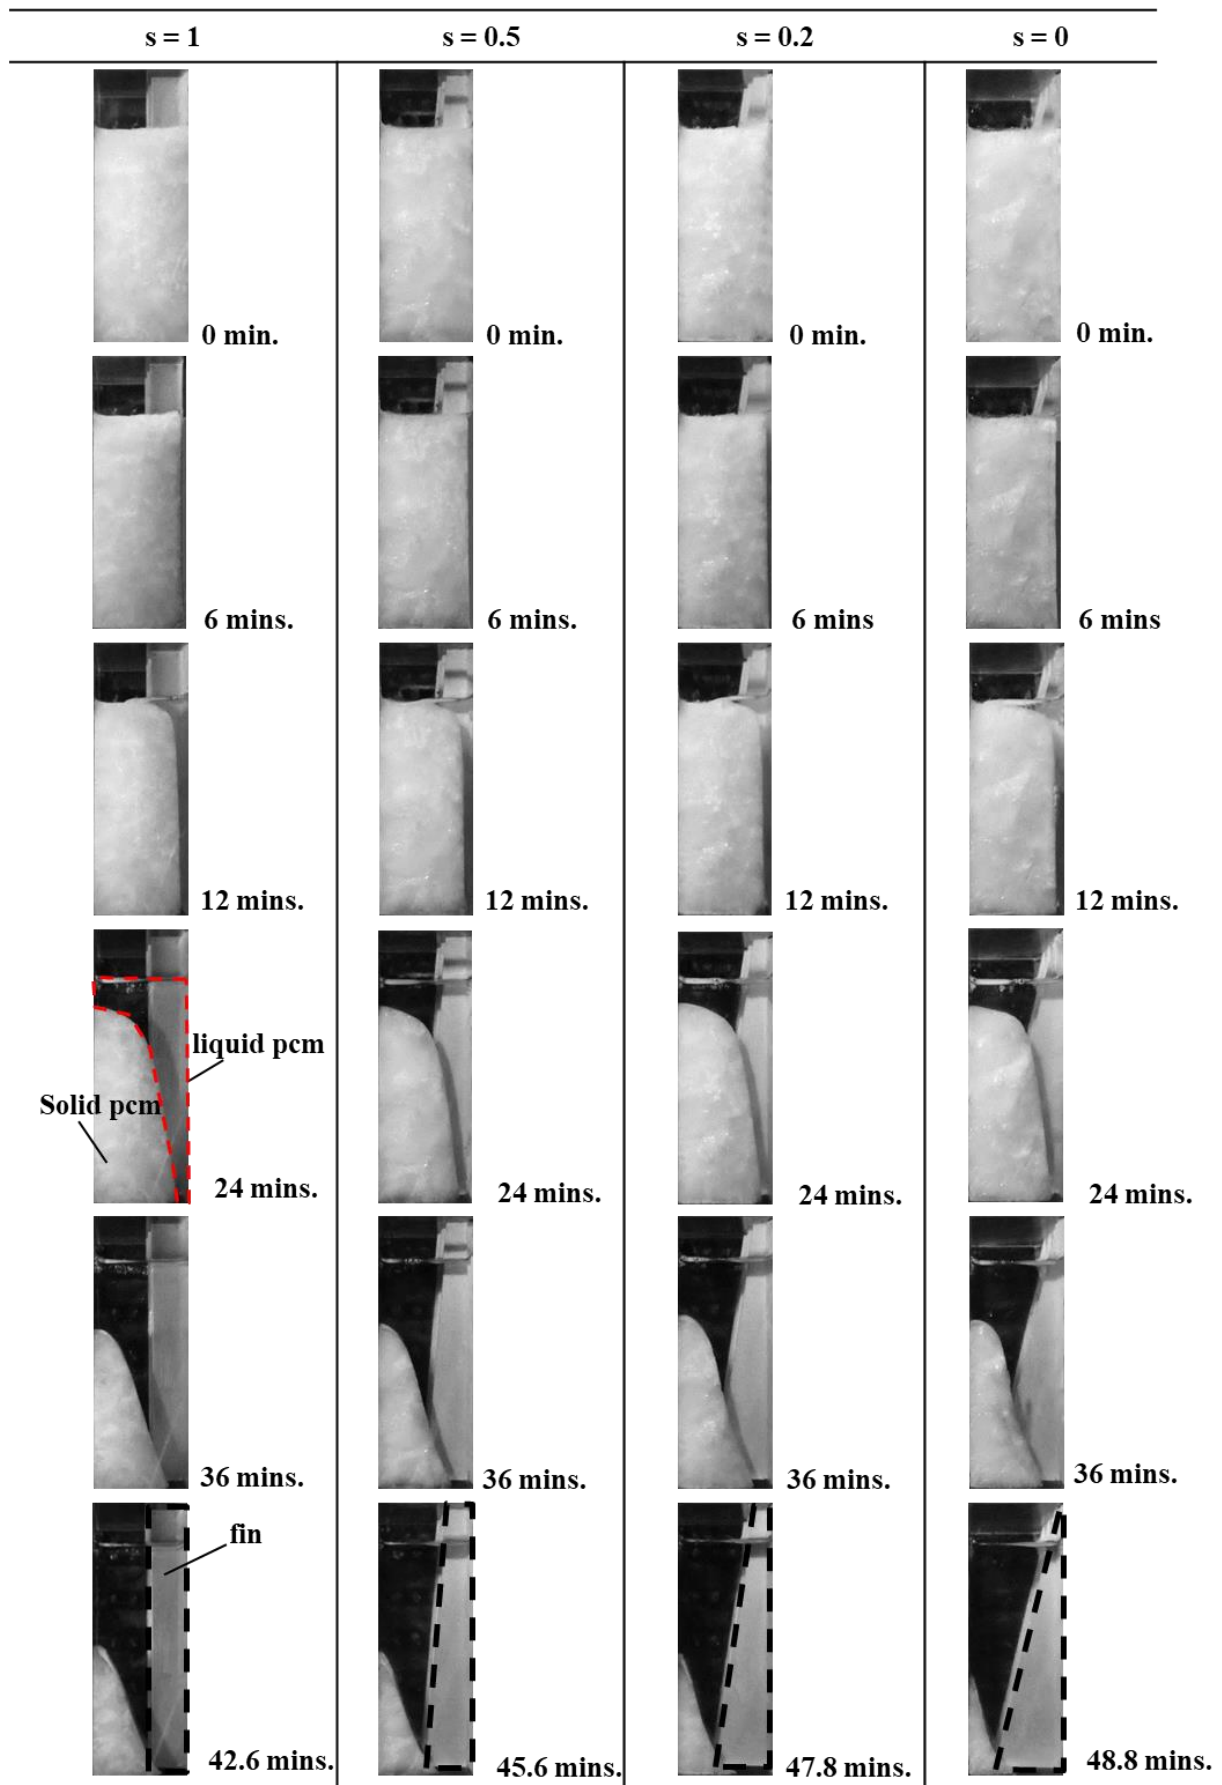 s = 1 s = 0.5 s = 0.2 s = 0
0 min. 0 min. 0 min. 0 min.
6 mins. 6 mins. 6 mins 6 mins
12 mins. 12 mins. 12 mins. 12 mins.
liquid pcm
Solid pcm
24 mins. 24 mins. 24 mins. 24 mins.
36 mins. 36 mins. 36 mins. 36 mins.
fin
42.6 mins. 45.6 mins. 47.8 mins. 48.8 mins.